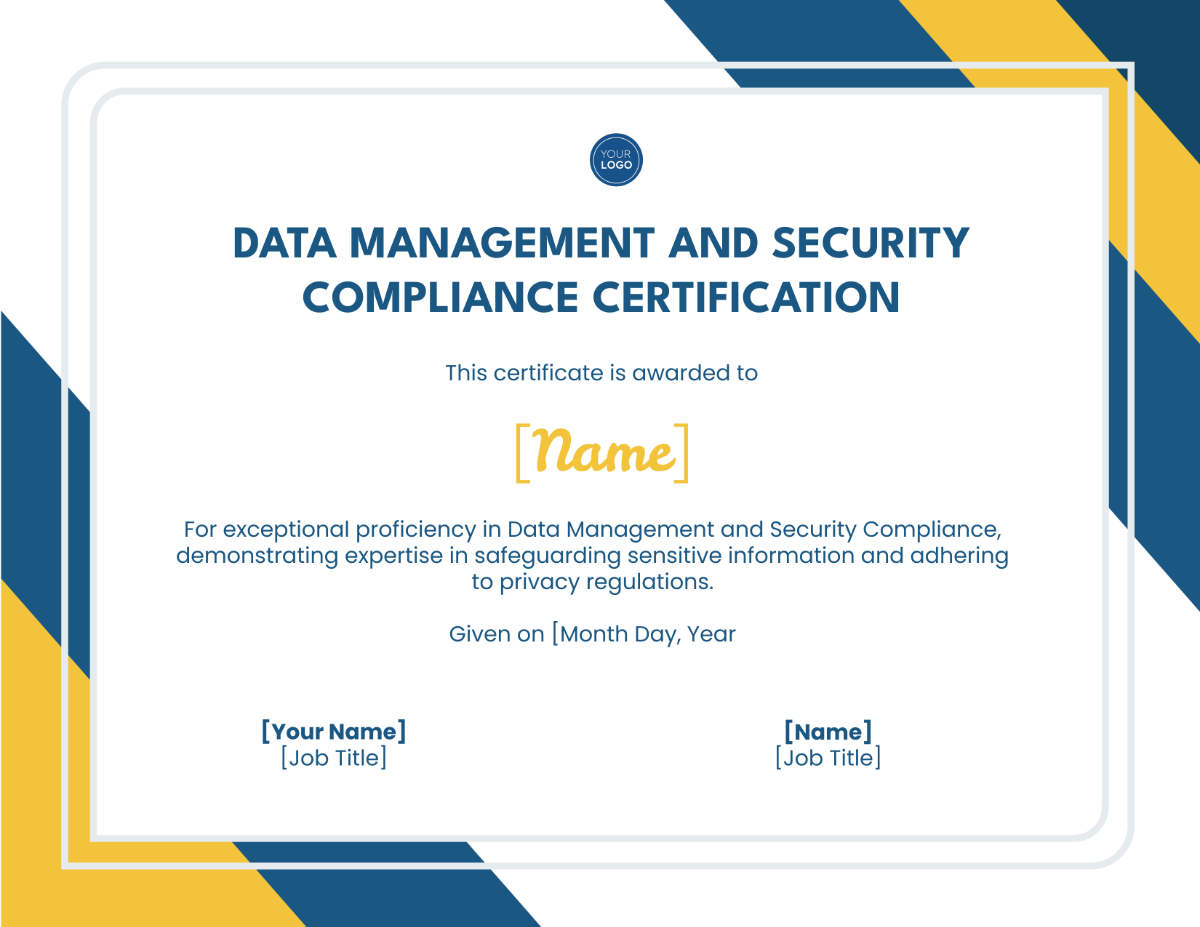 YOUR
LOGO
DATA MANAGEMENT AND SECURITY
COMPLIANCE CERTIFICATION
This certificate is awarded to
[Name]
For exceptional proficiency in Data Management and Security Compliance,
demonstrating expertise in safeguarding sensitive information and adhering
to privacy regulations.
Given on [Month Day, Year
[Your Name]
[Job Title]
[Name]
[Job Title]